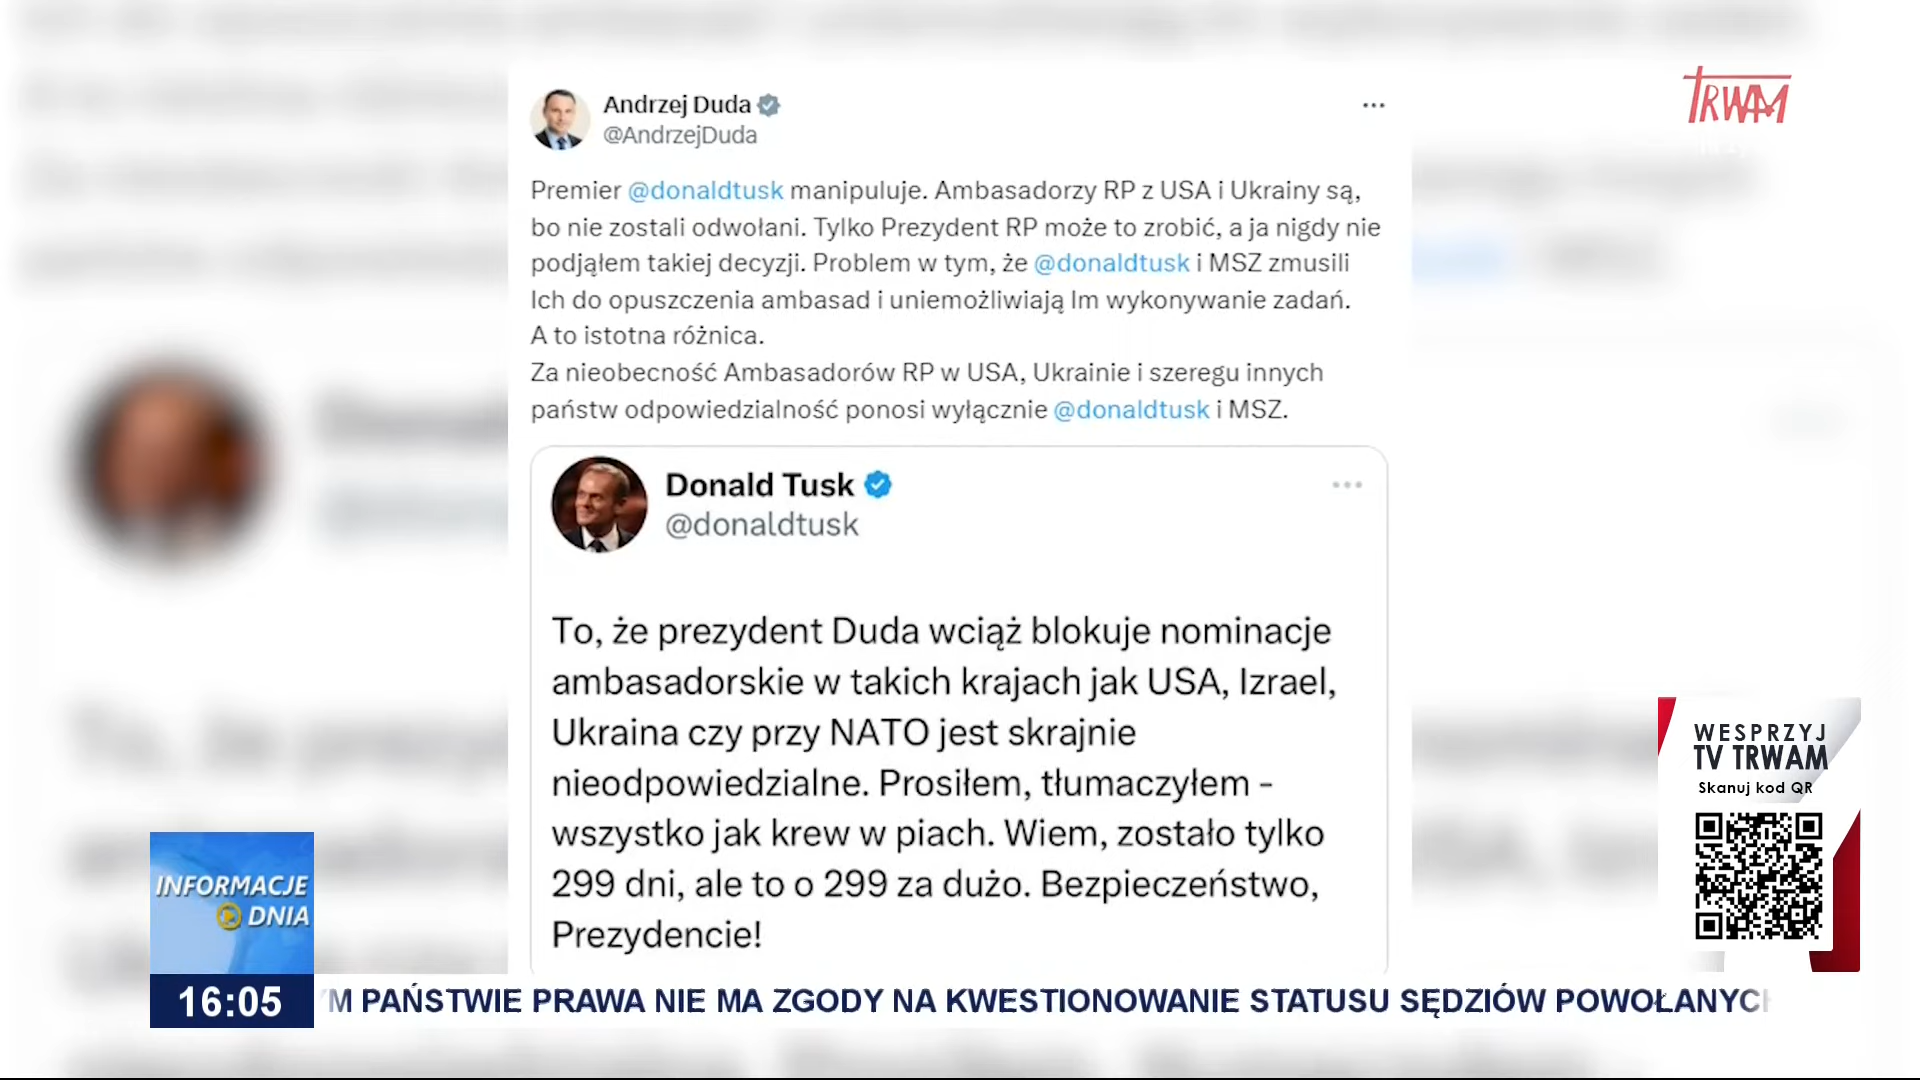 Andrzej Duda
@AndrzejDuda
Premier @donaldtusk manipuluje. Ambasadorzy RP z USA i Ukrainy są,
bo nie zostali odwołani. Tylko Prezydent RP może to zrobić, a ja nigdy nie
podjąłem takiej decyzji. Problem w tym, że @donaldtusk i MSZ zmusili
Ich do opuszczenia ambasad i uniemożliwiają Im wykonywanie zadań.
A to istotna różnica.
Za nieobecność Ambasadorów RP w USA, Ukrainie i szeregu innych
państw odpowiedzialność ponosi wyłącznie @donaldtusk i MSZ.
Donald Tusk
@donaldtusk
To, że prezydent Duda wciąż blokuje nominacje
ambasadorskie w takich krajach jak USA, Izrael,
Ukraina czy przy NATO jest skrajnie
nieodpowiedzialne. Prosiłem, tłumaczyłem -
wszystko jak krew w piach. Wiem, zostało tylko
299 dni, ale to o 299 za dużo. Bezpieczeństwo,
Prezydencie!
TRWAM
WESPRZYJ
TV TRWAM
Skanuj kod QR
INFORMACJE
DNIA
16:05
PAŃSTWIE PRAWA NIE MA ZGODY NA KWESTIONOWANIE STATUSU SĘDZIÓW POWOŁANYC